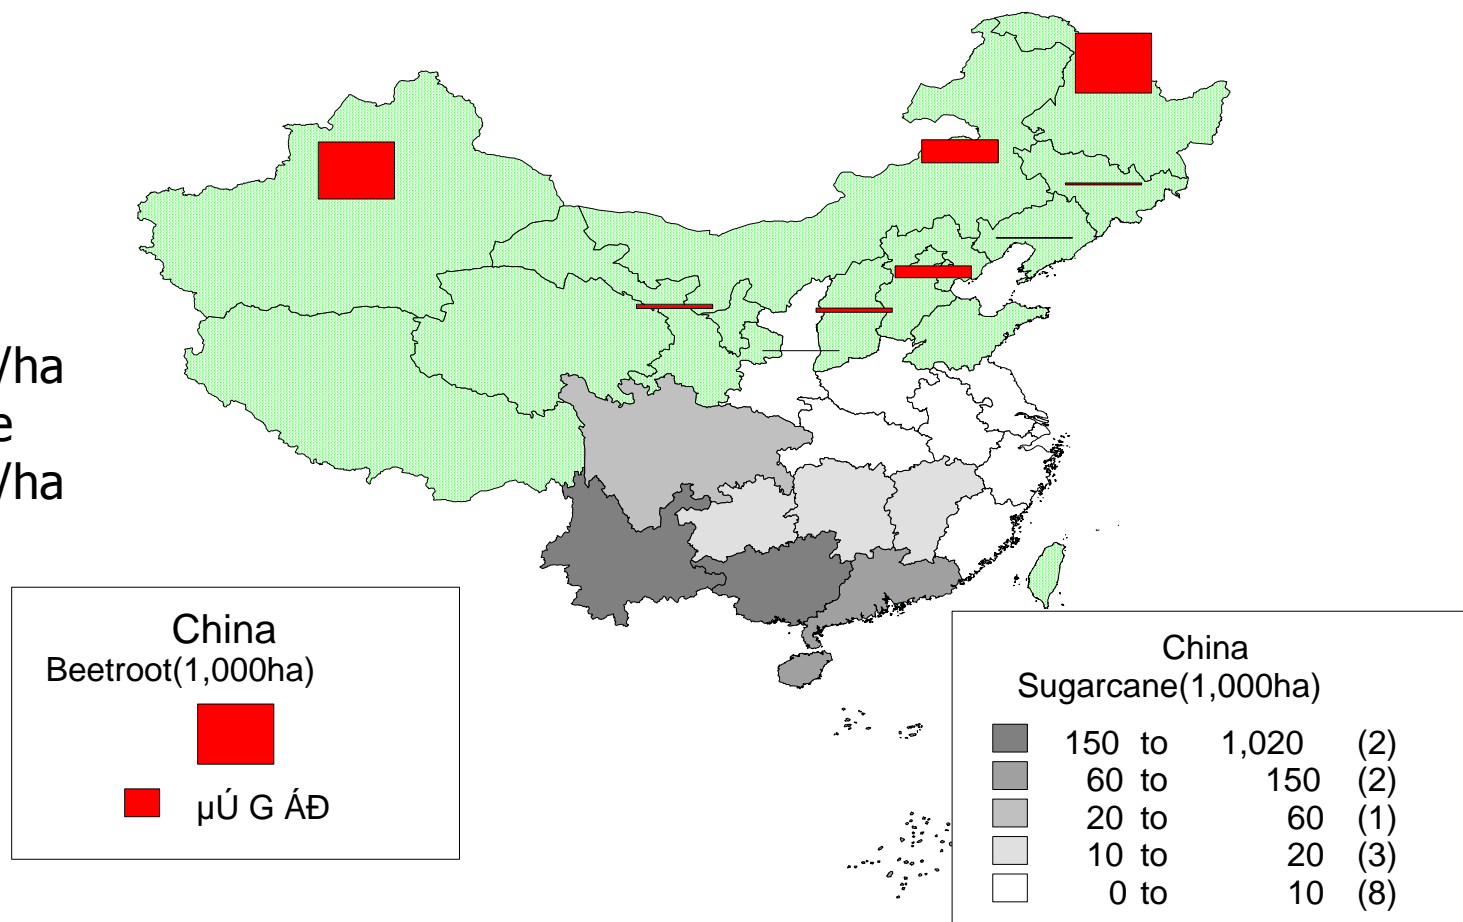 /ha
e
/ha
China
Beetroot(1,000ha)
µÚ G ÁÐ
China
Sugarcane(1,000ha)
150 to 1,020 (2)
60 to 150 (2)
20 to 60 (1)
10 to 20 (3)
0 to 10 (8)